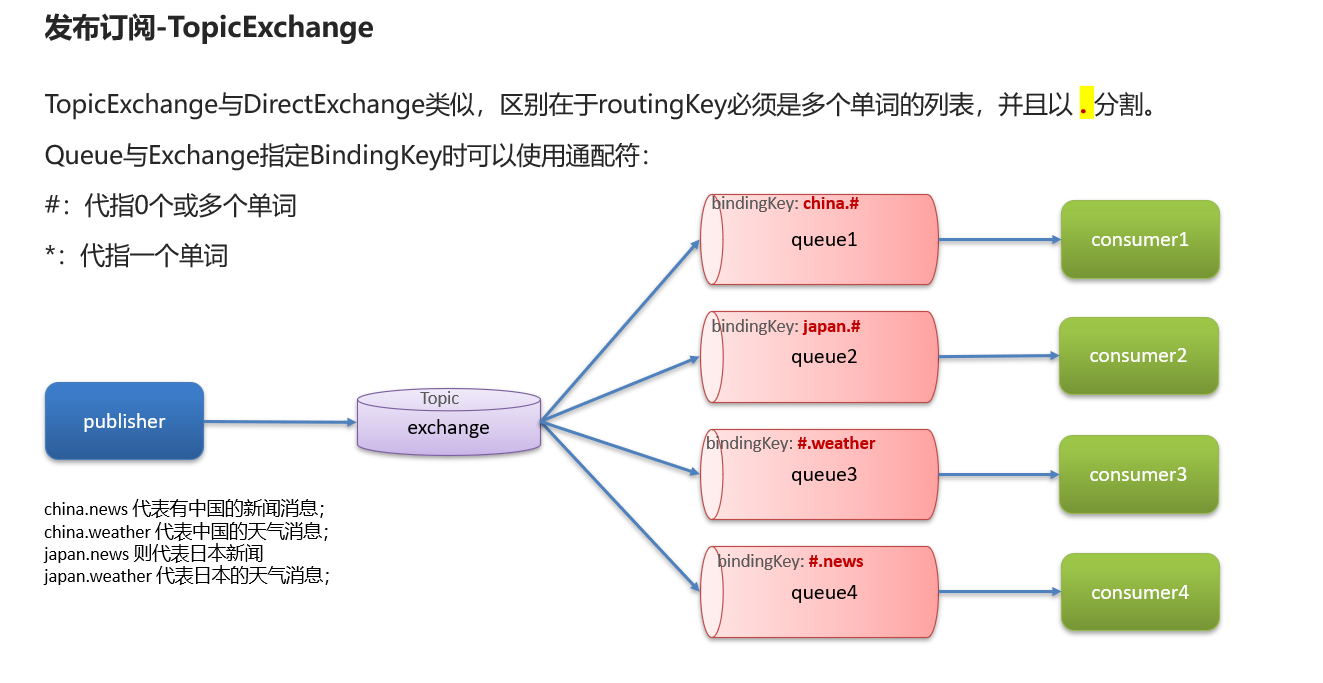 发布订阅-TopicExchange
TopicExchange与DirectExchange类似，区别在于routingKey必须是多个单词的列表，并且以 . 分割。
Queue与Exchange指定BindingKey时可以使用通配符：
#：代指0个或多个单词
*：代指一个单词
bindingKey: china.#
queue1
consumer1
bindingKey: japan.#
queue2
consumer2
publisher
Topic
exchange
bindingKey: #.weather
queue3
consumer3
china.news 代表有中国的新闻消息；
china.weather 代表中国的天气消息；
japan.news 则代表日本新闻
japan.weather 代表日本的天气消息；
bindingKey: #.news
queue4
consumer4